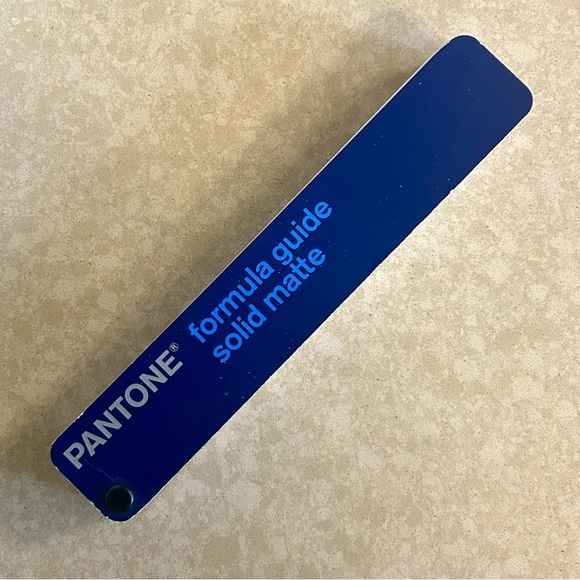 PANTONE®
formula guide
solid matte